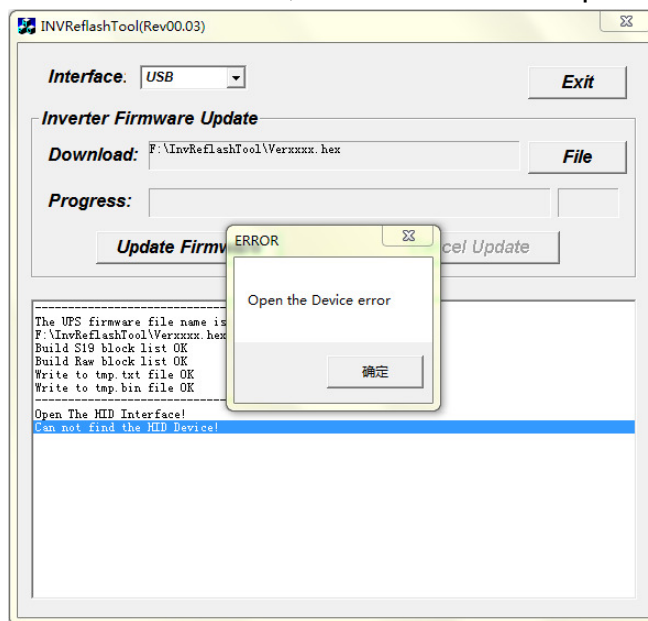 INVReflashTool(Rev00.03)
Interface: USB
Exit
Inverter Firmware Update
Download: F:\InvReflashTool\Verxxxx.hex
File
Progress:
Update Firmw
cel Update
ERROR
Open the Device error
确定
The UPS firmware file name is
F:\InvReflashTool\Verxxxx.hex
Build S19 block list OK
Build Raw block list OK
Write to tmp.txt file OK
Write to tmp.bin file OK
Open The HID Interface!
Can not find the HID Device!